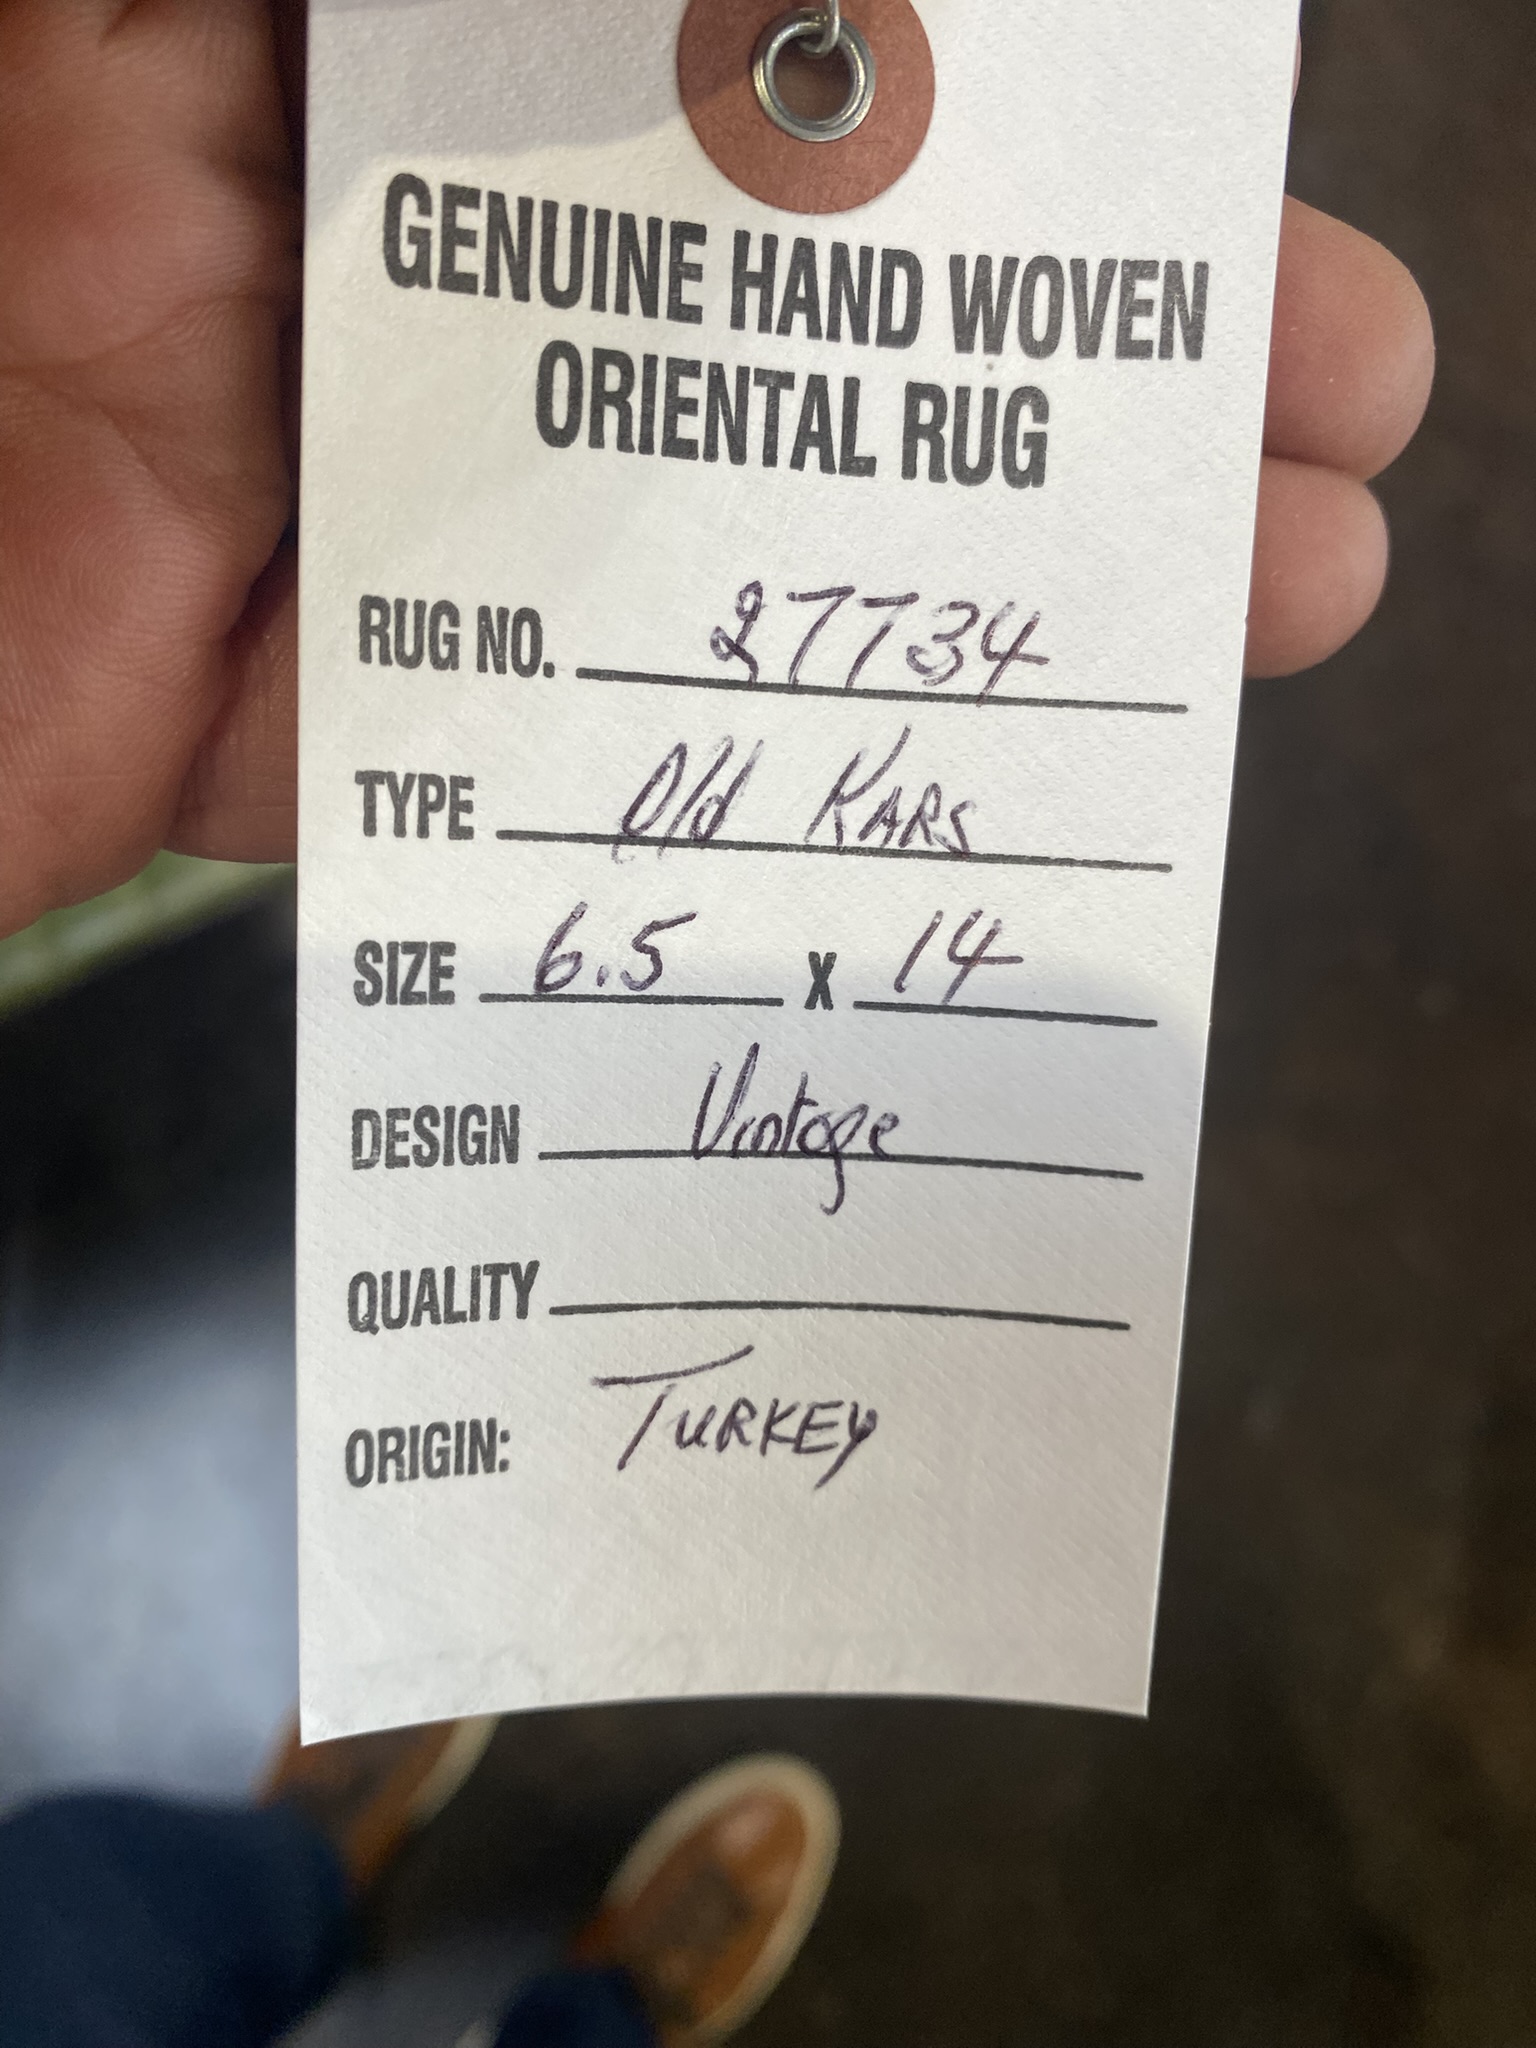 GENUINE HAND WOVEN
ORIENTAL RUG
RUG NO. 27734
TYPE Old KARS
SIZE 6.5 X 14
DESIGN Vintage
QUALITY
ORIGIN: TURKEY